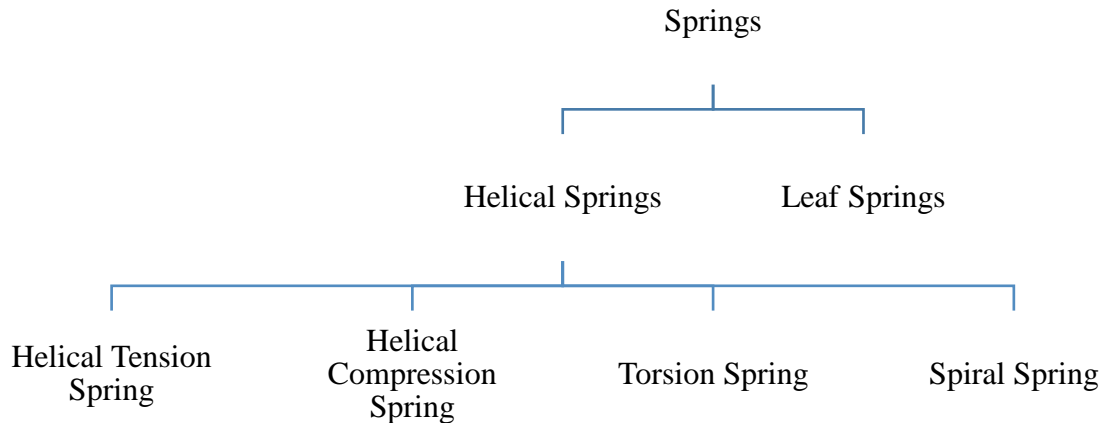 Springs
Helical Springs
Leaf Springs
Helical Tension
Spring
Helical
Compression
Spring
Torsion Spring
Spiral Spring